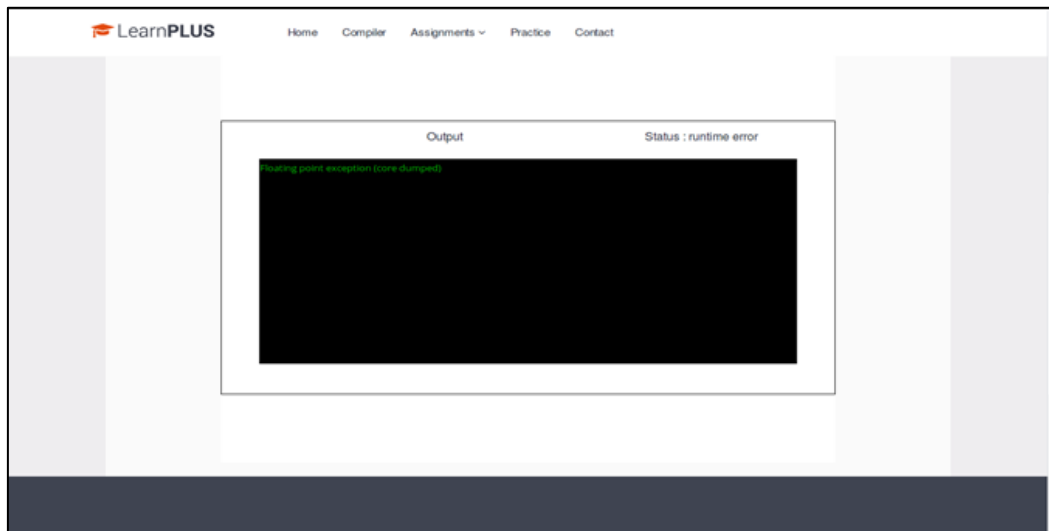 LearnPLUS Home Compiler Assignments Practice Contact
Output Status : runtime error
Floating point exception (core dumped)